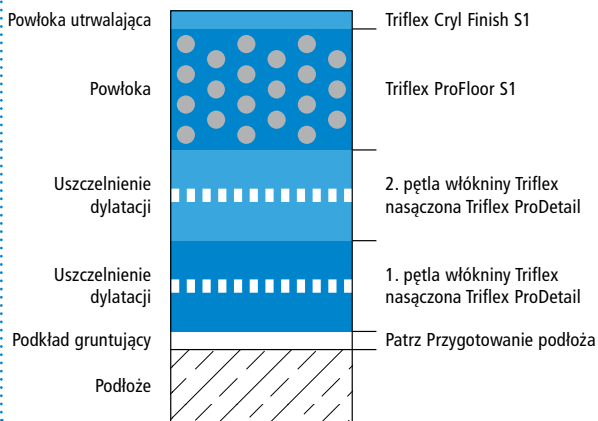 Powłoka utrwalająca
Triflex Cryl Finish S1
Powłoka
Triflex ProFloor S1
Uszczelnienie
dylatacji
2. pętla włókniny Triflex
nasączona Triflex ProDetail
Uszczelnienie
dylatacji
1. pętla włókniny Triflex
nasączona Triflex ProDetail
Podkład gruntujący
Patrz Przygotowanie podłoża
Podłoże